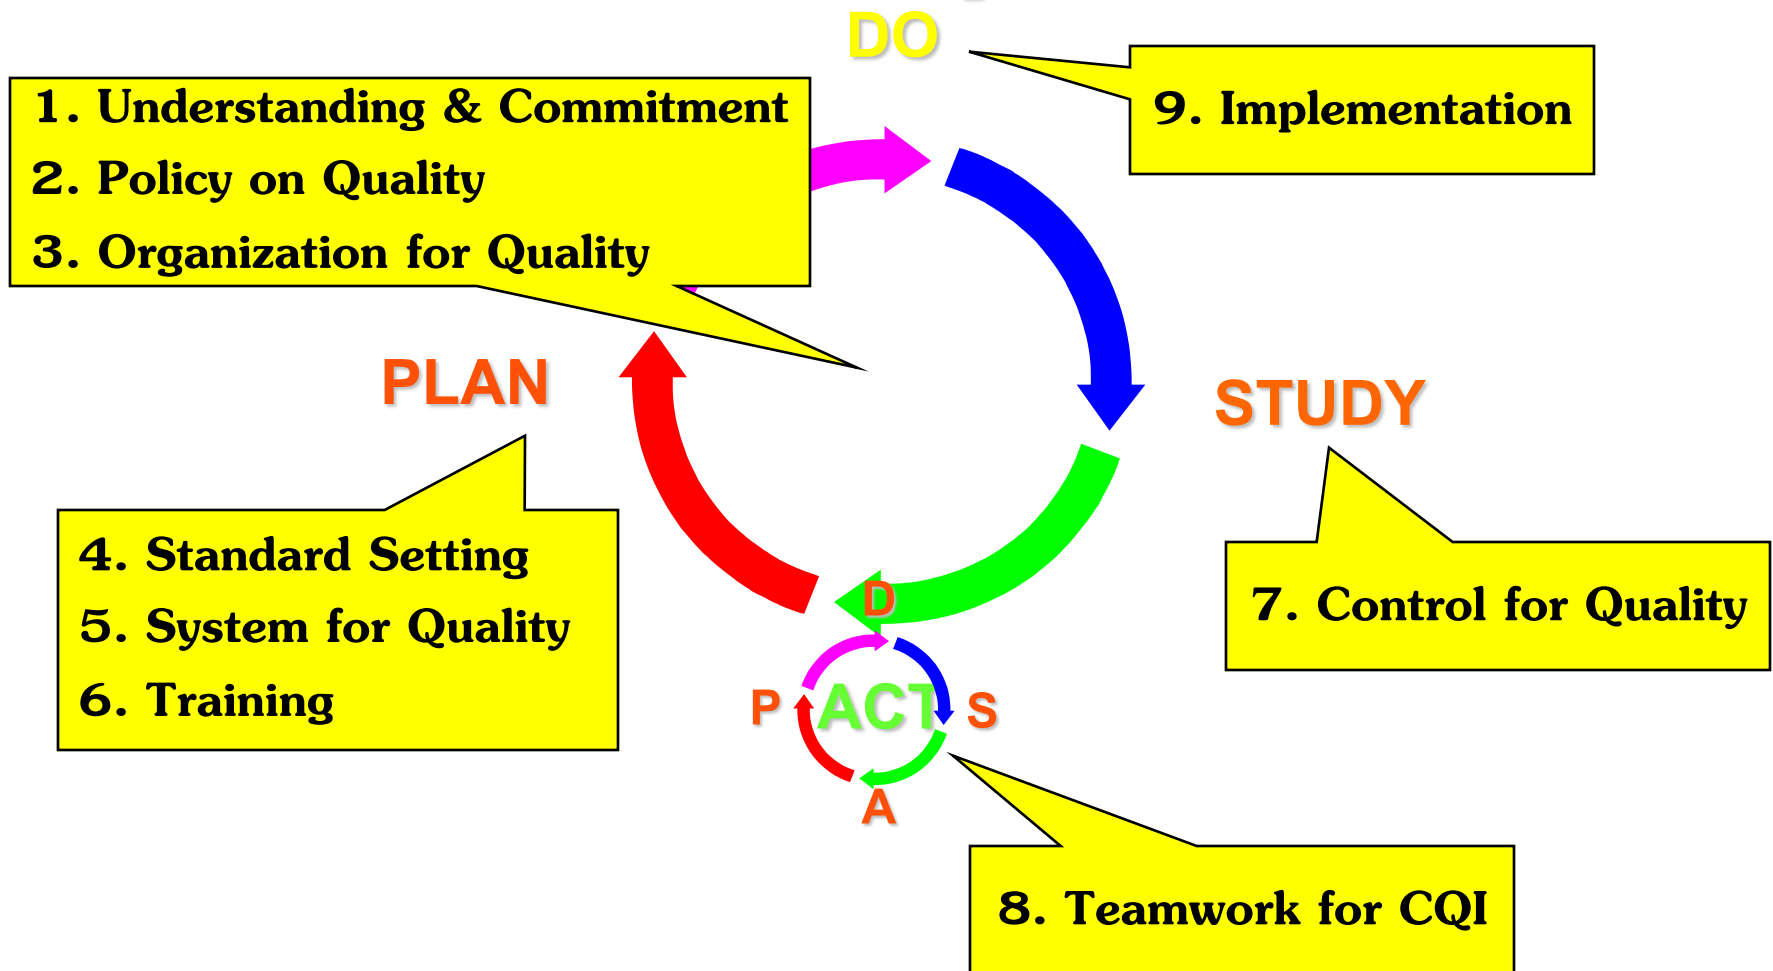 DO
1. Understanding & Commitment
2. Policy on Quality
3. Organization for Quality
9. Implementation
PLAN
STUDY
4. Standard Setting
5. System for Quality
6. Training
7. Control for Quality
D
P
ACT
S
A
8. Teamwork for CQI